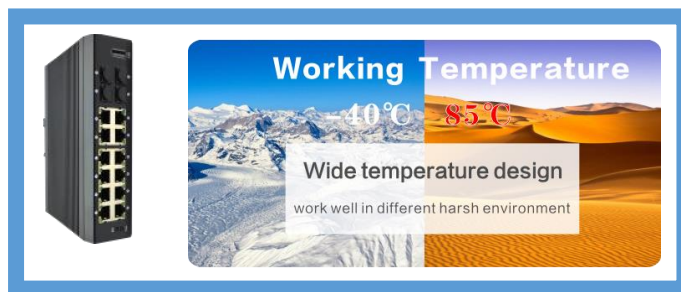 Working Temperature
-40℃ 85℃
Wide temperature design
work well in different harsh environment